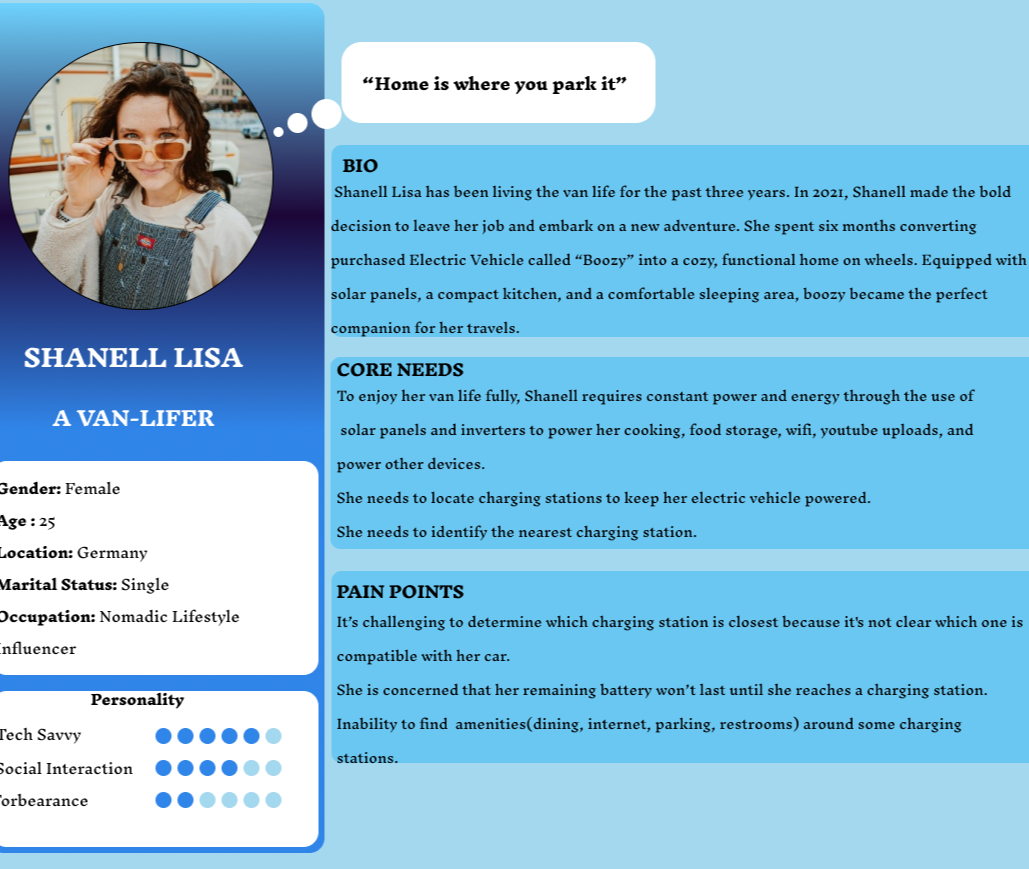 “Home is where you park it”
SHANELL LISA
A VAN-LIFER
Gender: Female
Age : 25
Location: Germany
Marital Status: Single
Occupation: Nomadic Lifestyle
Influencer
Personality
Tech Savvy
Social Interaction
Forbearance
BIO
Shanell Lisa has been living the van life for the past three years. In 2021, Shanell made the bold
decision to leave her job and embark on a new adventure. She spent six months converting
purchased Electric Vehicle called “Boozy” into a cozy, functional home on wheels. Equipped with
solar panels, a compact kitchen, and a comfortable sleeping area, boozy became the perfect
companion for her travels.
CORE NEEDS
To enjoy her van life fully, Shanell requires constant power and energy through the use of
solar panels and inverters to power her cooking, food storage, wifi, youtube uploads, and
power other devices.
She needs to locate charging stations to keep her electric vehicle powered.
She needs to identify the nearest charging station.
PAIN POINTS
It’s challenging to determine which charging station is closest because it's not clear which one is
compatible with her car.
She is concerned that her remaining battery won’t last until she reaches a charging station.
Inability to find amenities(dining, internet, parking, restrooms) around some charging
stations.